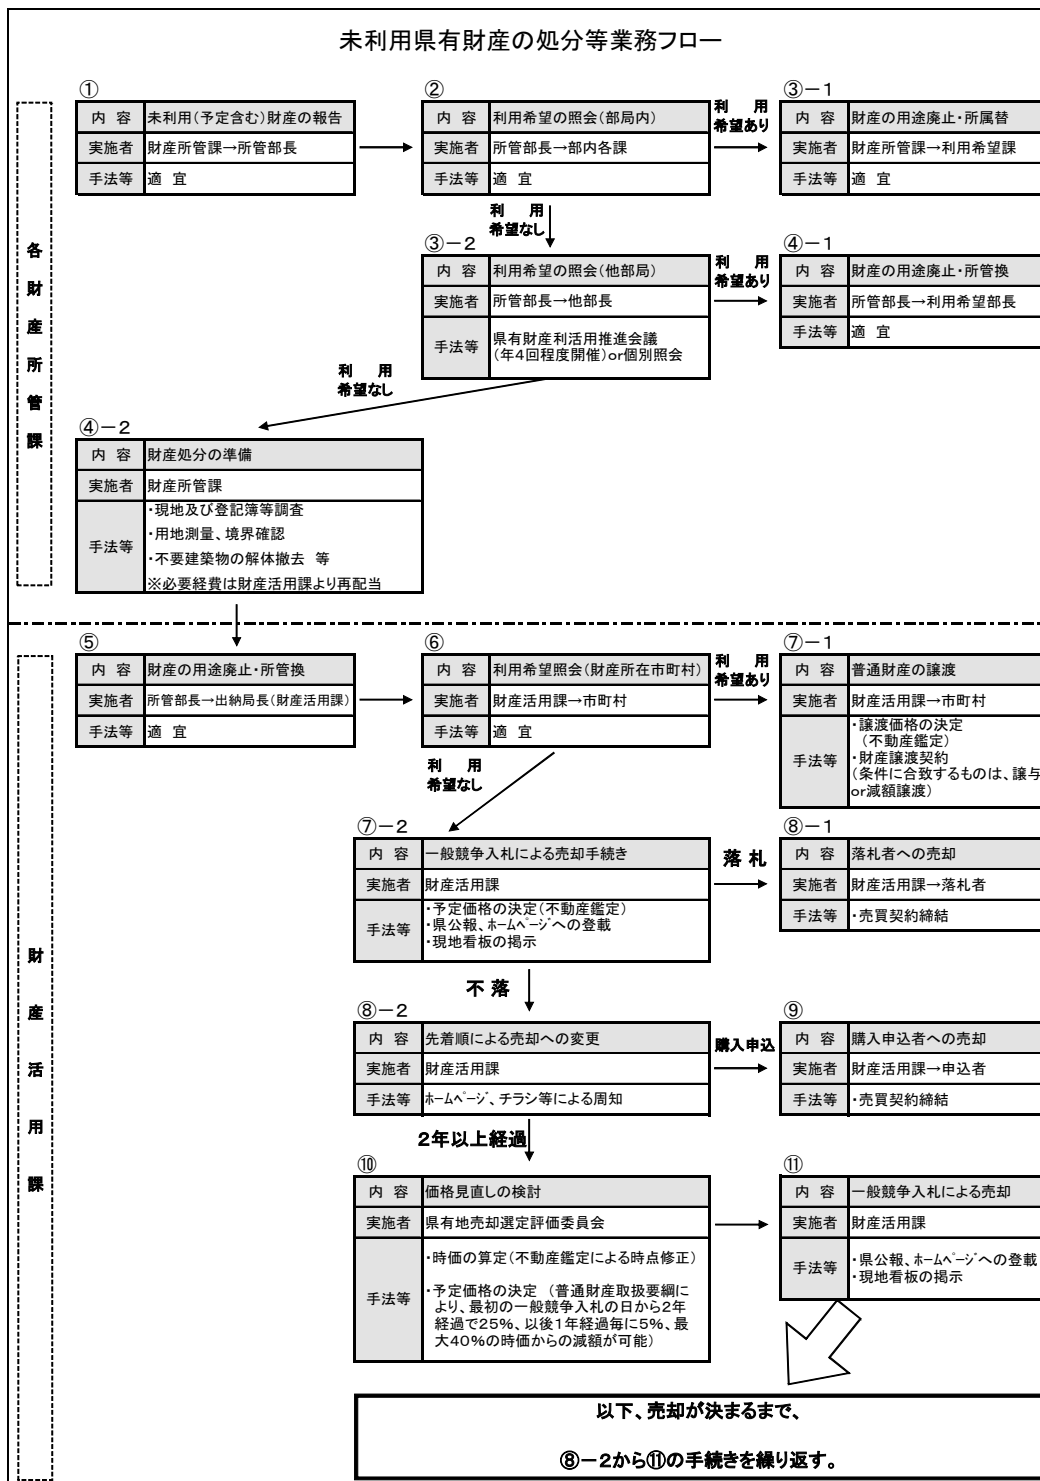 未利用県有財産の処分等業務フロー
各財産所管課
①
内 容 未利用(予定含む)財産の報告
実施者 財産所管課→所管部長
手法等 適 宜
②
内 容 利用希望の照会(部局内)
実施者 所管部長→部内各課
手法等 適 宜
利 用
希望あり
③－1
内 容 財産の用途廃止・所属替
実施者 財産所管課→利用希望課
手法等 適 宜
利 用
希望なし
③－2
内 容 利用希望の照会(他部局)
実施者 所管部長→他部長
手法等 県有財産利活用推進会議
(年4回程度開催)or個別照会
利 用
希望あり
④－1
内 容 財産の用途廃止・所管換
実施者 所管部長→利用希望部長
手法等 適 宜
利 用
希望なし
④－2
内 容 財産処分の準備
実施者 財産所管課
手法等 ・現地及び登記簿等調査
・用地測量、境界確認
・不要建築物の解体撤去 等
※必要経費は財産活用課より再配当
財産活用課
⑤
内 容 財産の用途廃止・所管換
実施者 所管部長→出納局長(財産活用課)
手法等 適 宜
⑥
内 容 利用希望照会(財産所在市町村)
実施者 財産活用課→市町村
手法等 適 宜
利 用
希望あり
⑦－1
内 容 普通財産の譲渡
実施者 財産活用課→市町村
手法等 ・譲渡価格の決定
(不動産鑑定)
・財産譲渡契約
(条件に合致するものは、譲与
or減額譲渡)
利 用
希望なし
⑦－2
内 容 一般競争入札による売却手続き
実施者 財産活用課
手法等 ・予定価格の決定(不動産鑑定)
・県公報、ﾎｰﾑﾍﾟｰｼﾞへの登載
・現地看板の掲示
落 札
⑧－1
内 容 落札者への売却
実施者 財産活用課→落札者
手法等 ・売買契約締結
不 落
⑧－2
内 容 先着順による売却への変更
実施者 財産活用課
手法等 ﾎｰﾑﾍﾟｰｼﾞ、チラシ等による周知
購入申込
⑨
内 容 購入申込者への売却
実施者 財産活用課→申込者
手法等 ・売買契約締結
2年以上経過
⑩
内 容 価格見直しの検討
実施者 県有地売却選定評価委員会
手法等 ・時価の算定(不動産鑑定による時点修正)
・予定価格の決定 (普通財産取扱要綱に
より、最初の一般競争入札の日から2年
経過で25%、以後1年経過毎に5%、最
大40%の時価からの減額が可能)
⑪
内 容 一般競争入札による売却
実施者 財産活用課
手法等 ・県公報、ﾎｰﾑﾍﾟｰｼﾞへの登載
・現地看板の掲示
以下、売却が決まるまで、
⑧－2から⑪の手続きを繰り返す。